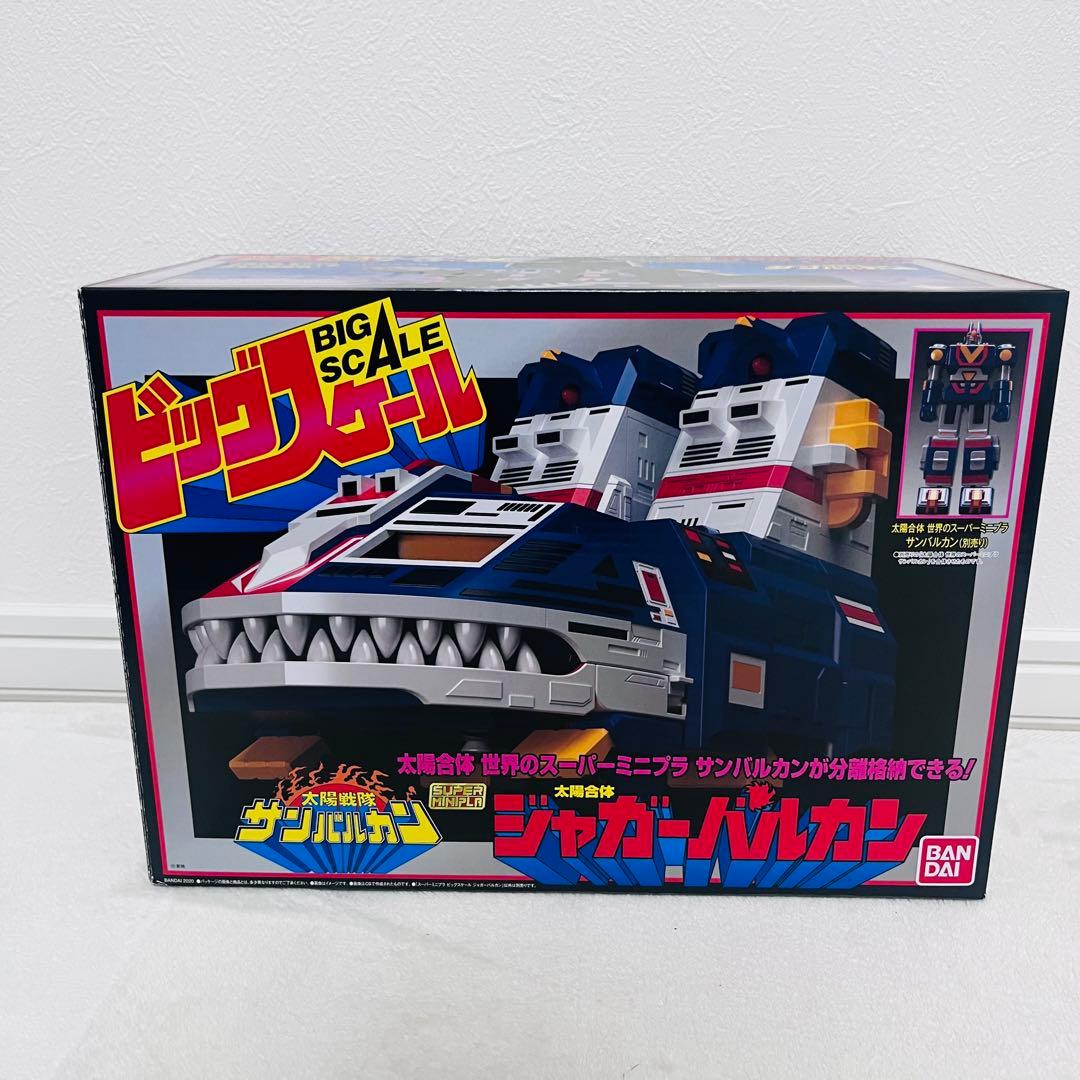 BIG
SCALE
ビッグスケール
太陽合体 世界のスーパーミニプラ
サンバルカン(別売り)
太陽合体 世界のスーパーミニプラ サンバルカンが分離格納できる!
太陽戦隊
サンバルカン
SUPER
MINIPLA
太陽合体
ジャガーバルカン
BAN
DAI
BANDAI 2020